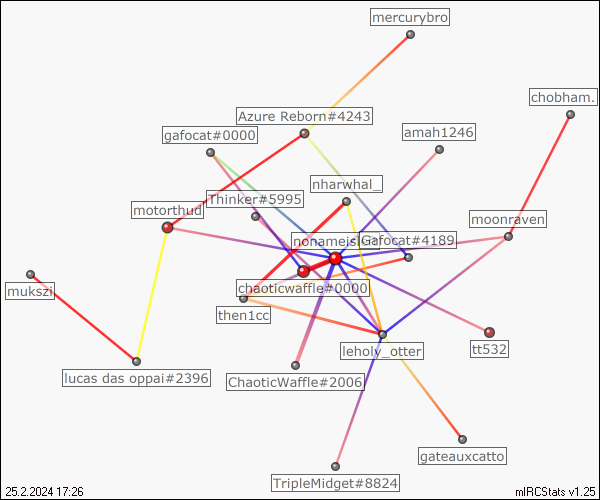 mercurybro
chobham.
Azure Reborn#4243
gafocat#0000
amah1246
nharwhal_
Thinker#5995
motorthud
moonraven
Gafocat#4189
mukszi
chaoticwaffle#0000
then1cc
leholy_otter
tt532
lucas das oppai#2396
ChaoticWaffle#2006
gateauxcatto
TripleMidget#8824
25.2.2024 17:26
mIRCStats v1.25